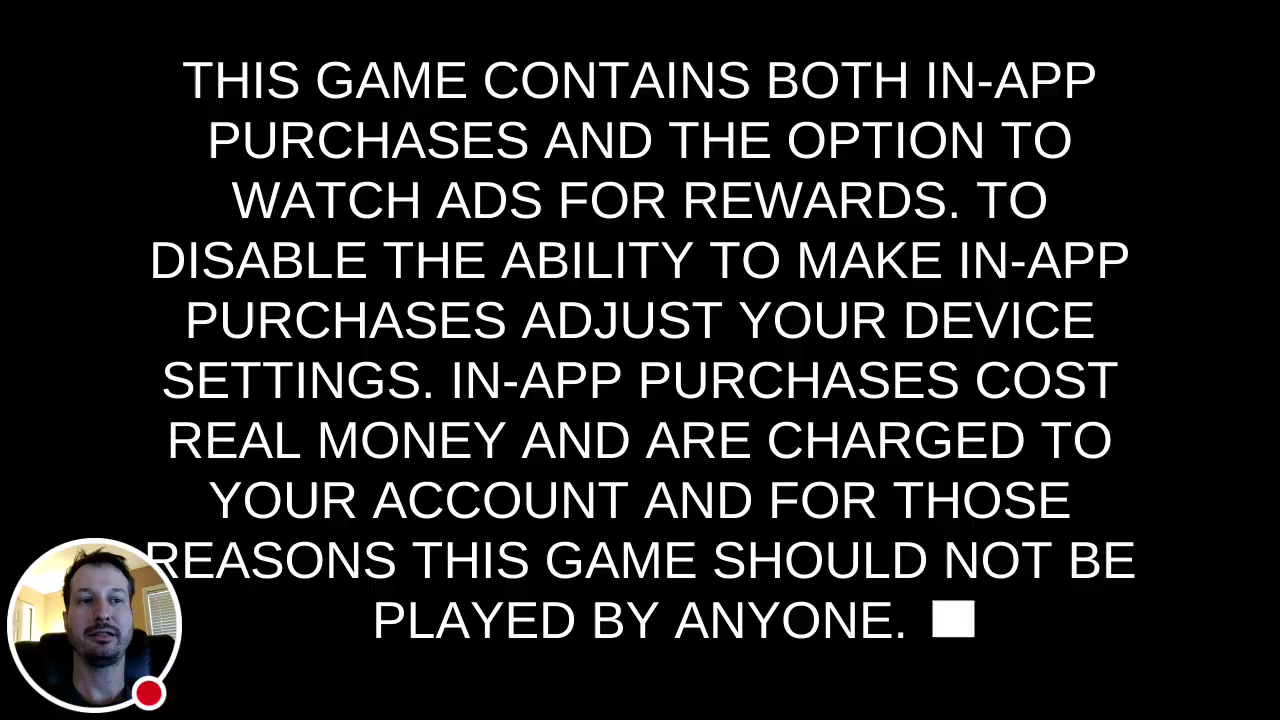 THIS GAME CONTAINS BOTH IN-APP
PURCHASES AND THE OPTION TO
WATCH ADS FOR REWARDS. TO
DISABLE THE ABILITY TO MAKE IN-APP
PURCHASES ADJUST YOUR DEVICE
SETTINGS. IN-APP PURCHASES COST
REAL MONEY AND ARE CHARGED TO
YOUR ACCOUNT AND FOR THOSE
REASONS THIS GAME SHOULD NOT BE
PLAYED BY ANYONE.